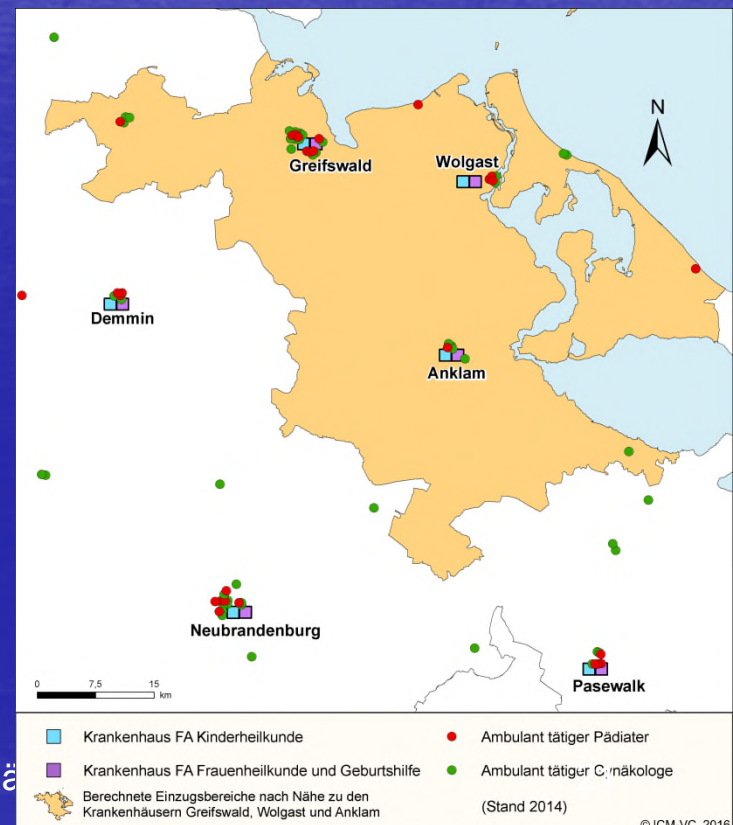 N
Greifswald
Wolgast
Demmin
Anklam
Neubrandenburg
Pasewalk
0 7,5 15
km
Krankenhaus FA Kinderheilkunde
Ambulant tätiger Pädiater
Krankenhaus FA Frauenheilkunde und Geburtshilfe
Ambulant tätiger Gynäkologe
Berechnete Einzugsbereiche nach Nähe zu den
Krankenhäusern Greifswald, Wolgast und Anklam
(Stand 2014)
© ICM-VC, 2016
ä